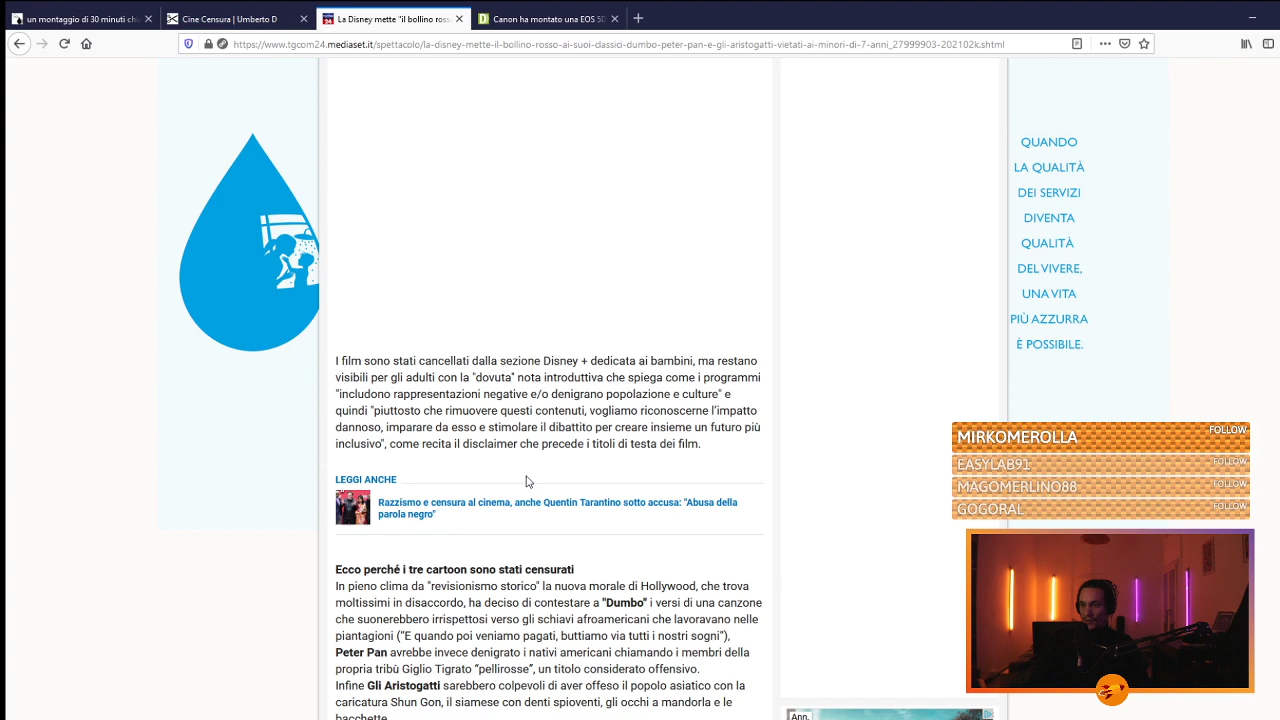 un montaggio di 30 minuti chi
Cine Censura | Umberto D
La Disney mette "il bollino ross
Canon ha montato una EOS 5D
https://www.tgcom24.mediaset.it/spettacolo/la-disney-mette-il-bollino-rosso-ai-suoi-classici-dumbo-peter-pan-e-gli-aristogatti-vietati-ai-minori-di-7-anni_27999903-202102k.shtml
QUANDO
LA QUALITÀ
DEI SERVIZI
DIVENTA
QUALITÀ
DEL VIVERE,
UNA VITA
PIÙ AZZURRA
È POSSIBILE.
I film sono stati cancellati dalla sezione Disney + dedicata ai bambini, ma restano
visibili per gli adulti con la "dovuta" nota introduttiva che spiega come i programmi
"includono rappresentazioni negative e/o denigrano popolazione e culture" e
quindi "piuttosto che rimuovere questi contenuti, vogliamo riconoscerne l'impatto
dannoso, imparare da esso e stimolare il dibattito per creare insieme un futuro più
inclusivo", come recita il disclaimer che precede i titoli di testa dei film.
LEGGI ANCHE
Razzismo e censura al cinema, anche Quentin Tarantino sotto accusa: "Abusa della
parola negro"
Ecco perché i tre cartoon sono stati censurati
In pieno clima da "revisionismo storico" la nuova morale di Hollywood, che trova
moltissimi in disaccordo, ha deciso di contestare a "Dumbo" i versi di una canzone
che suonerebbero irrispettosi verso gli schiavi afroamericani che lavoravano nelle
piantagioni ("E quando poi veniamo pagati, buttiamo via tutti i nostri sogni"),
Peter Pan avrebbe invece denigrato i nativi americani chiamando i membri della
propria tribù Giglio Tigrato “pellirosse”, un titolo considerato offensivo.
Infine Gli Aristogatti sarebbero colpevoli di aver offeso il popolo asiatico con la
caricatura Shun Gon, il siamese con denti spioventi, gli occhi a mandorla e le
bacchette
MIRKOMEROLLA FOLLOW
EASYLAB91 FOLLOW
MAGOMERLINO88 FOLLOW
GOGORAL FOLLOW
Ann.